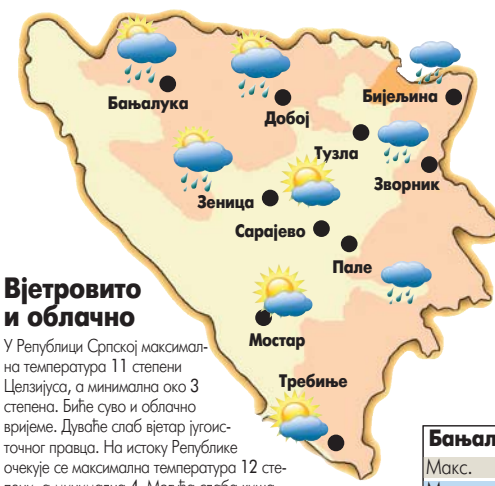 Бањалука
Добој
Бијељина
Тузла
Зворник
Зеница
Сарајево
Пале
Мостар
Требиње
Вјетровито
и облачно
У Републици Српској максимал-
на температура 11 степени
Целзијуса, а минимална око 3
степена. Биће суво и облачно
вријеме. Дуваће слаб вјетар југоис-
точног правца. На истоку Републике
очекује се максимална температура 12 сте-
Макс.